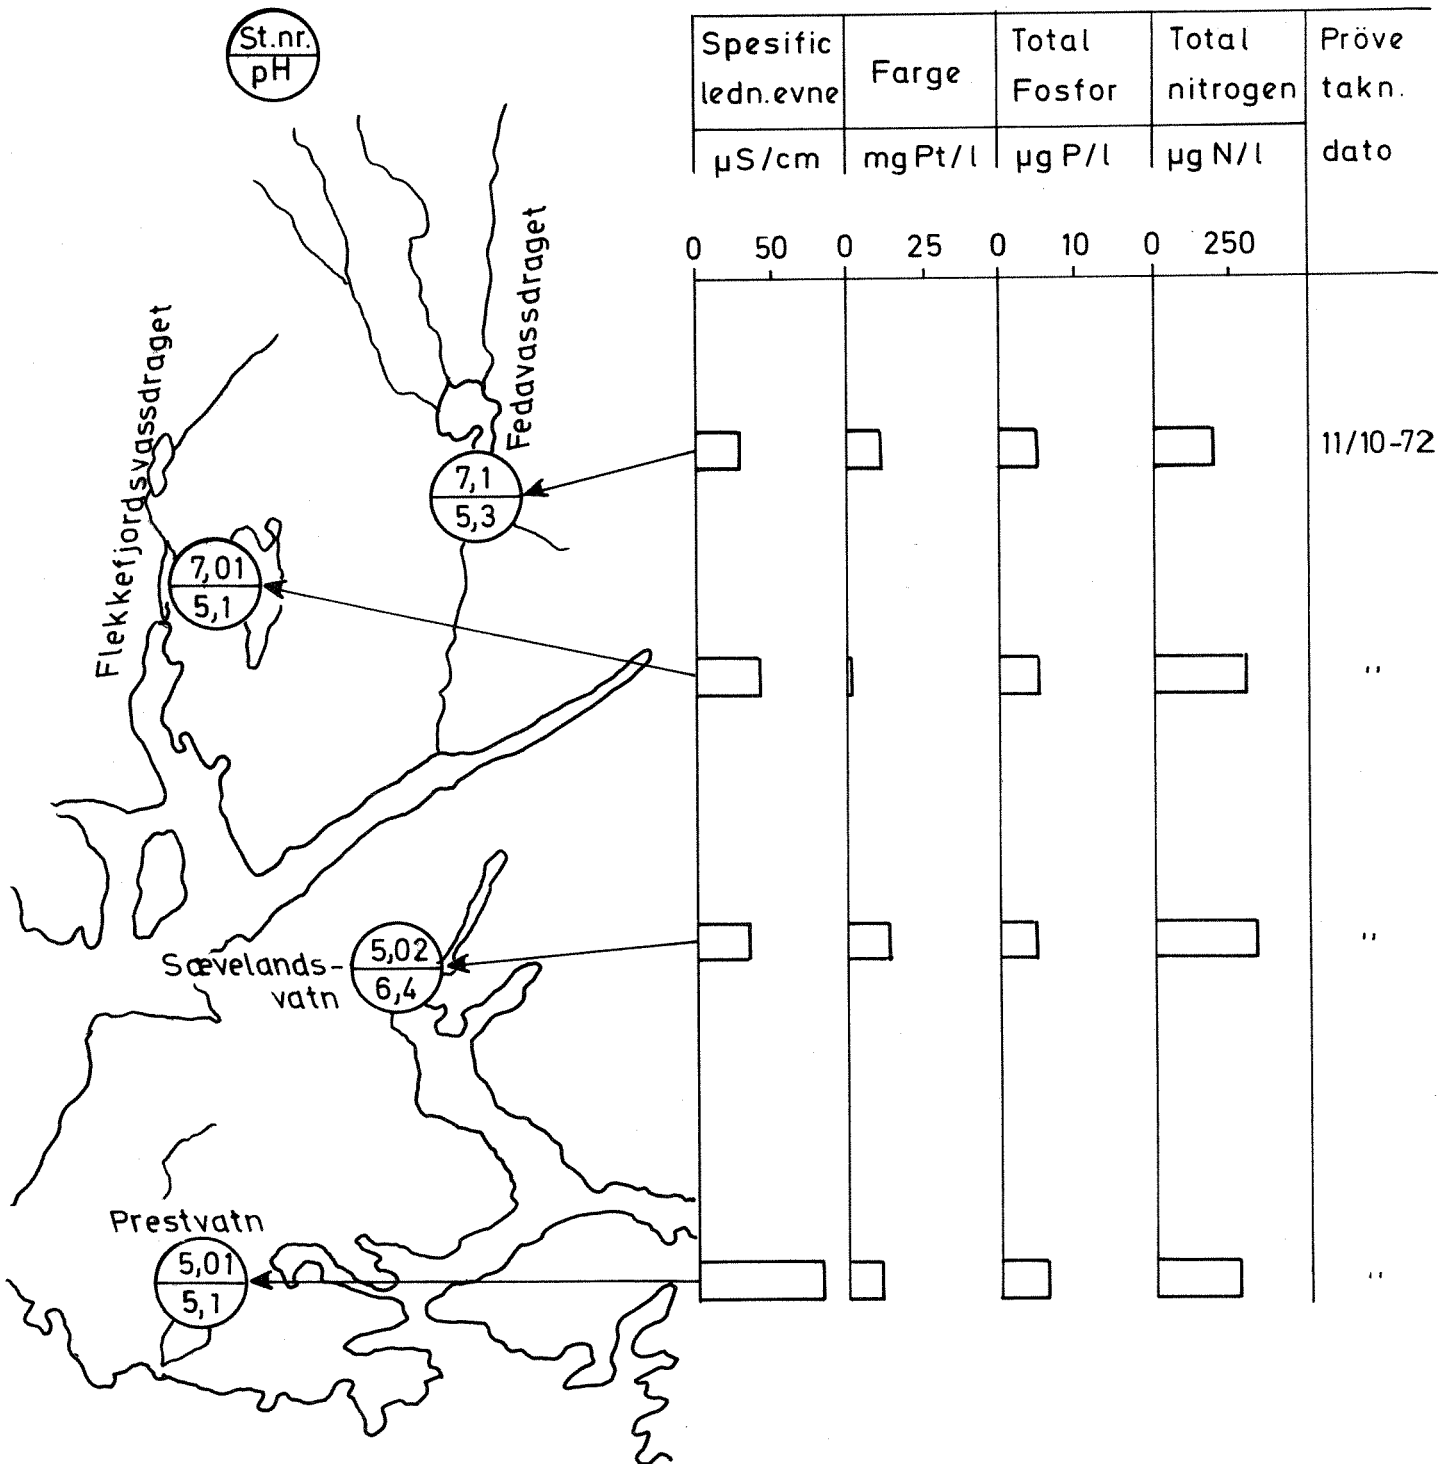 St.nr.
pH
Spesific
ledn.evne
µS/cm
Farge
mg Pt/l
Total
Fosfor
µg P/l
Total
nitrogen
µg N/l
Pröve
takn.
dato
0 50 0 25 0 10 0 250
Fedavassdraget
Flekkefjordsvassdraget
7,1
5,3
11/10-72
7,01
5,1
"
Sævelands-
vatn
5,02
6,4
"
Prestvatn
5,01
5,1
"